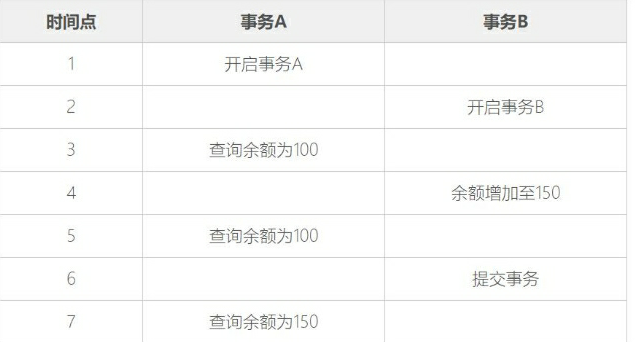 时间点 事务A 事务B
1 开启事务A
2 开启事务B
3 查询余额为100
4 余额增加至150
5 查询余额为100
6 提交事务
7 查询余额为150